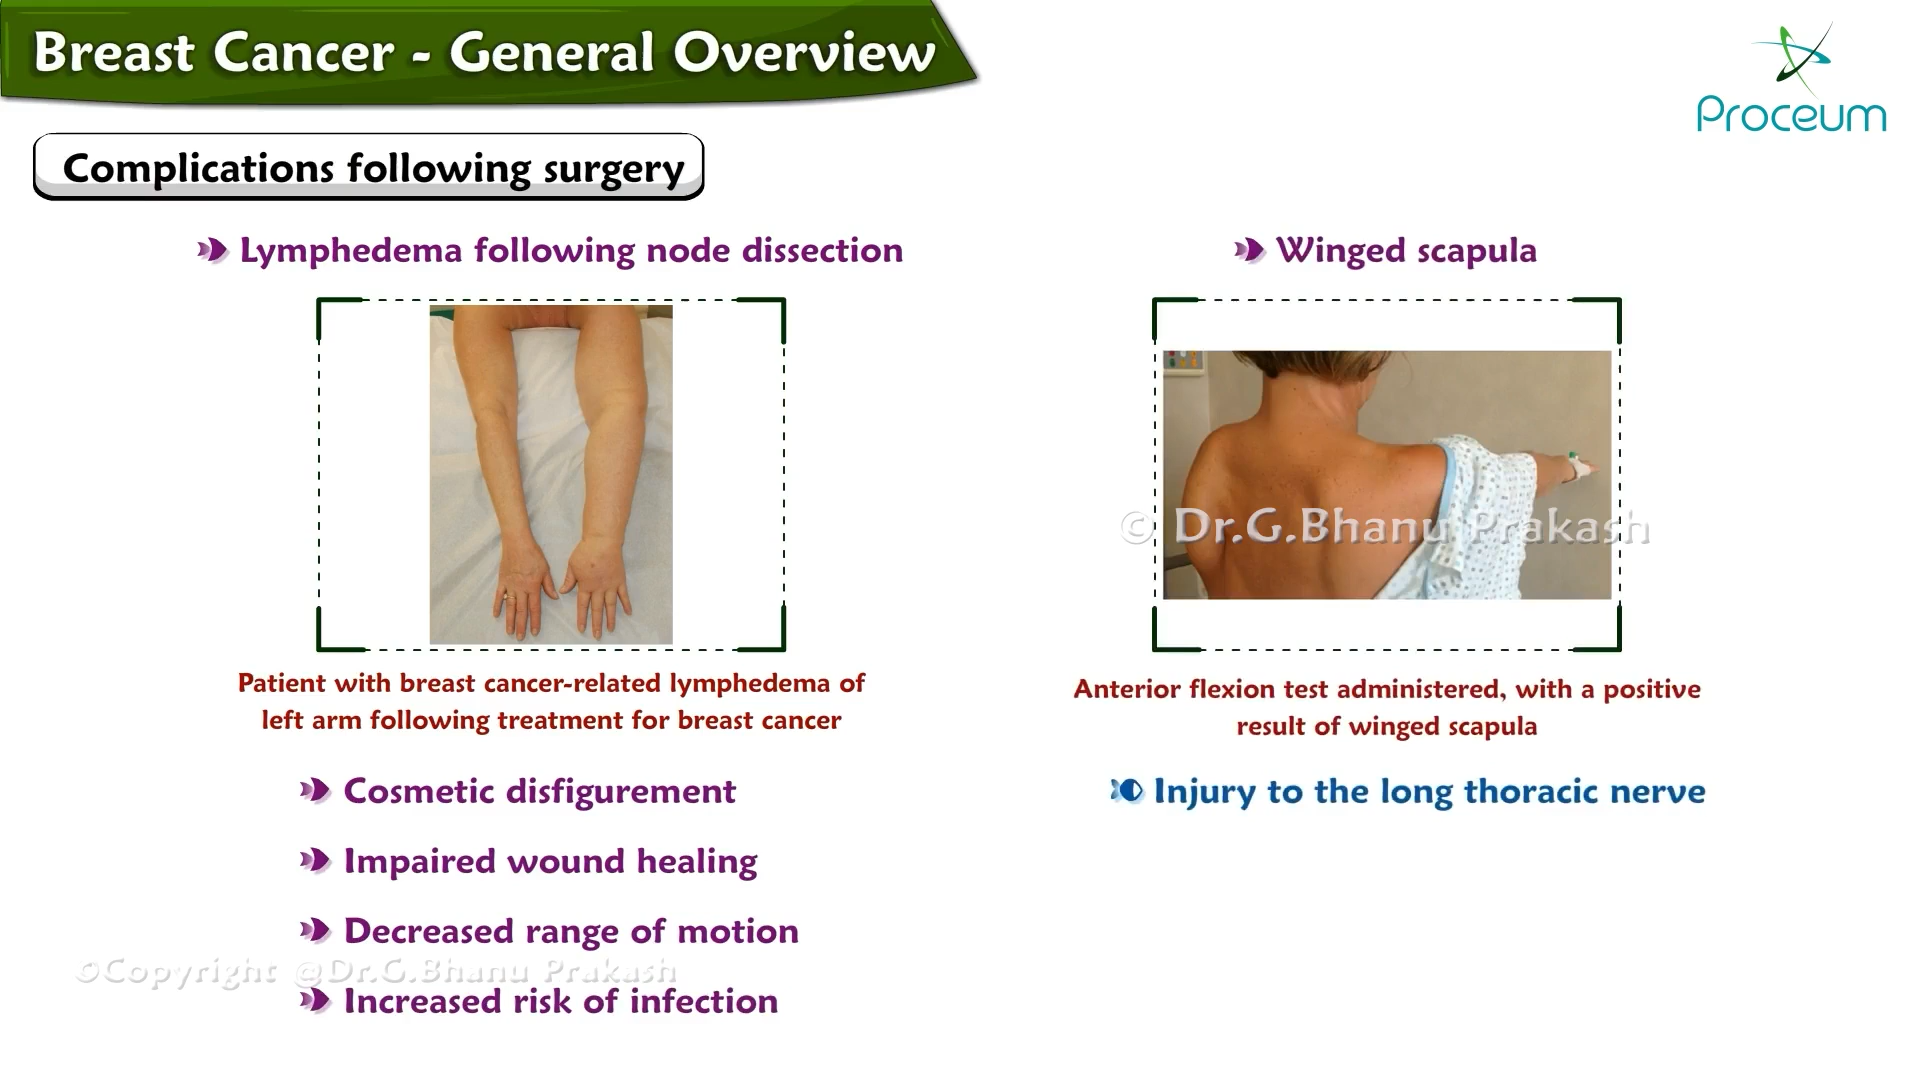 Breast Cancer - General Overview
Proceum
Complications following surgery
Lymphedema following node dissection
Patient with breast cancer-related lymphedema of
left arm following treatment for breast cancer
Cosmetic disfigurement
Impaired wound healing
Decreased range of motion
©Copyright @Dr.G.Bhanu Prakash
Increased risk of infection
Winged scapula
© Dr.G.Bhanu Prakash
Anterior flexion test administered, with a positive
result of winged scapula
Injury to the long thoracic nerve